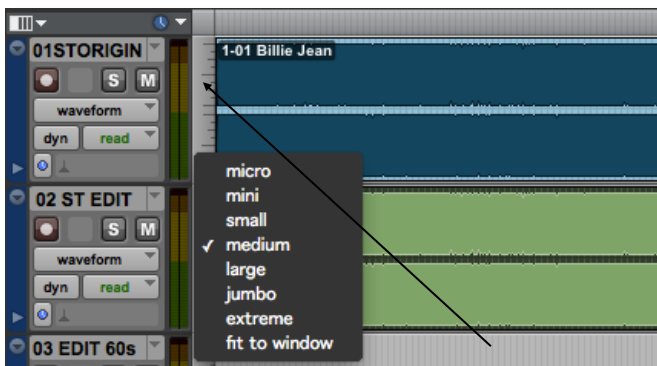 01STORIGIN
1-01 Billie Jean
S M
waveform
dyn read
micro
mini
small
medium
large
jumbo
extreme
fit to window
02 ST EDIT
S M
waveform
dyn read
03 EDIT 60s